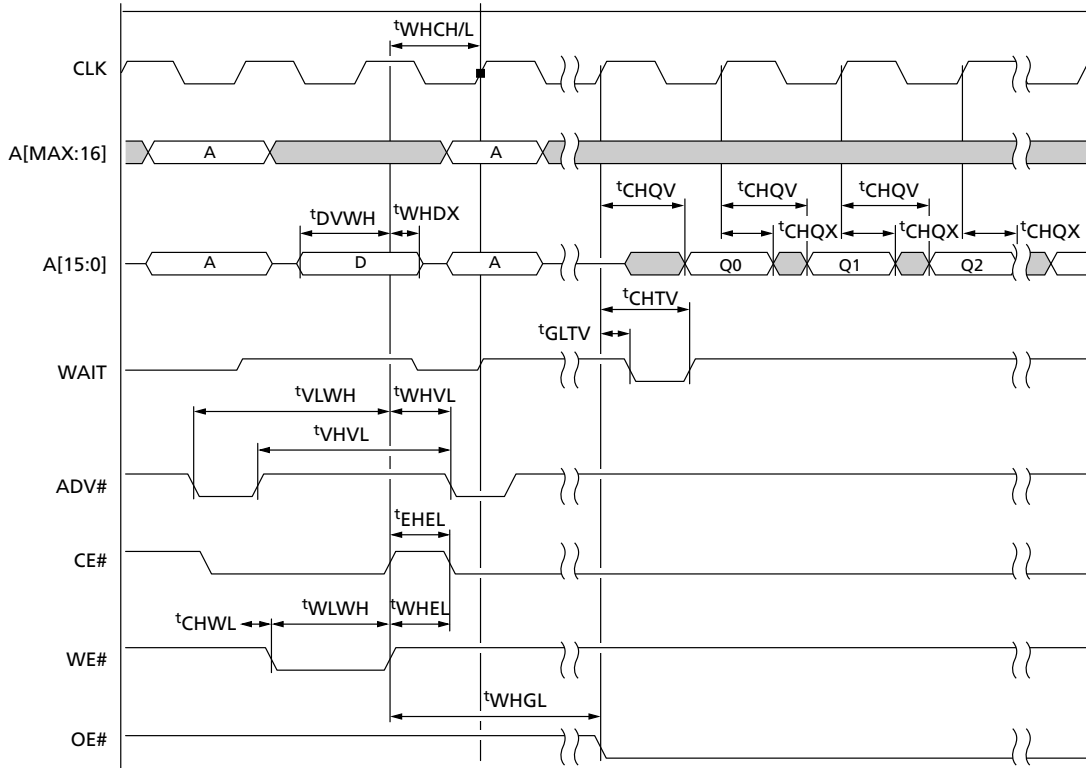 tWHCH/L
CLK
A[MAX:16]
A
A
tCHQV
tCHQV
tCHQV
tDVWH
tWHDX
tCHQX
tCHQX
tCHQX
A[15:0]
A
D
A
Q0
Q1
Q2
tCHTV
tGLTV
WAIT
tVLWH
tWHVL
tVHVL
ADV#
tEHEL
CE#
tCHWL
tWLWH
tWHEL
WE#
tWHGL
OE#